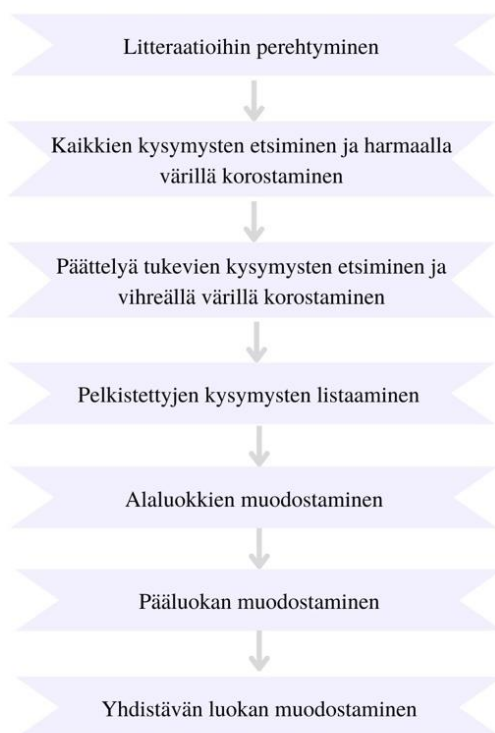 Litteraatioihin perehtyminen
Kaikkien kysymysten etsiminen ja harmaalla
värillä korostaminen
Päättelyä tukevien kysymysten etsiminen ja
vihreällä värillä korostaminen
Pelkistettyjen kysymysten listaaminen
Alaluokkien muodostaminen
Pääluokan muodostaminen
Yhdistävän luokan muodostaminen